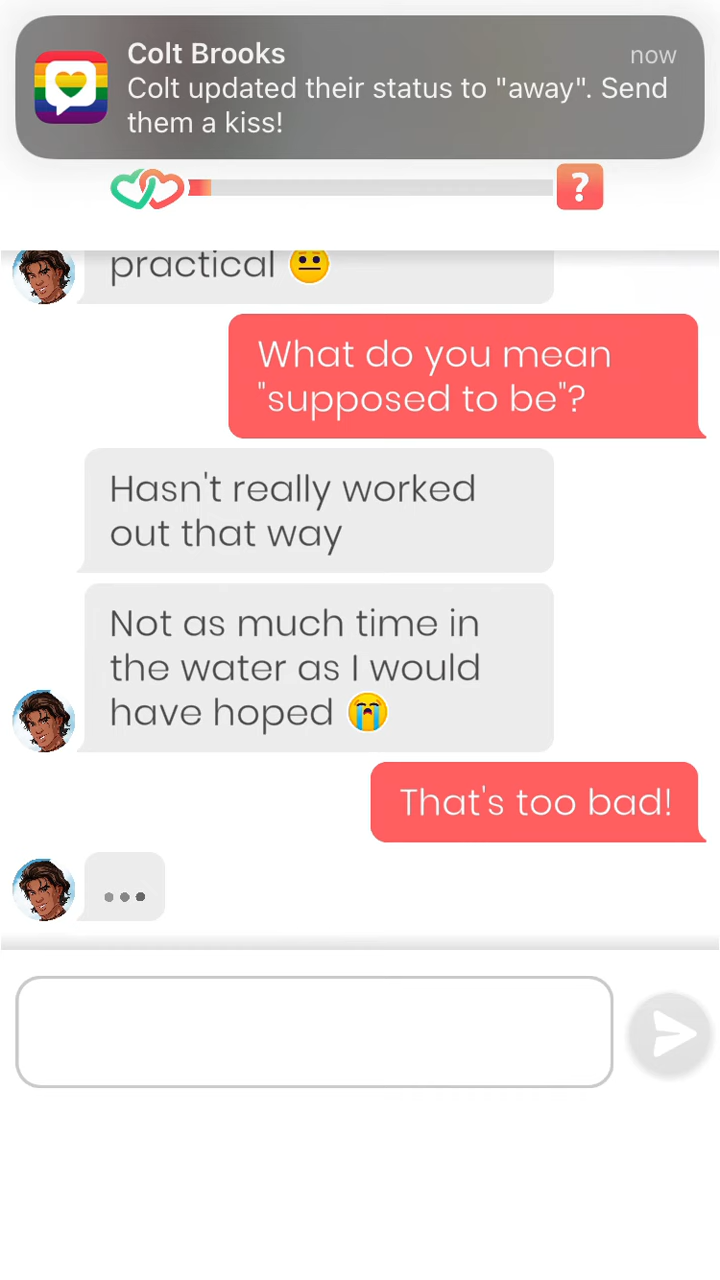 Colt Brooks
now
Colt updated their status to "away". Send
them a kiss!
?
practical 😐
What do you mean
"supposed to be"?
Hasn't really worked
out that way
Not as much time in
the water as I would
have hoped 😭
That's too bad!
...